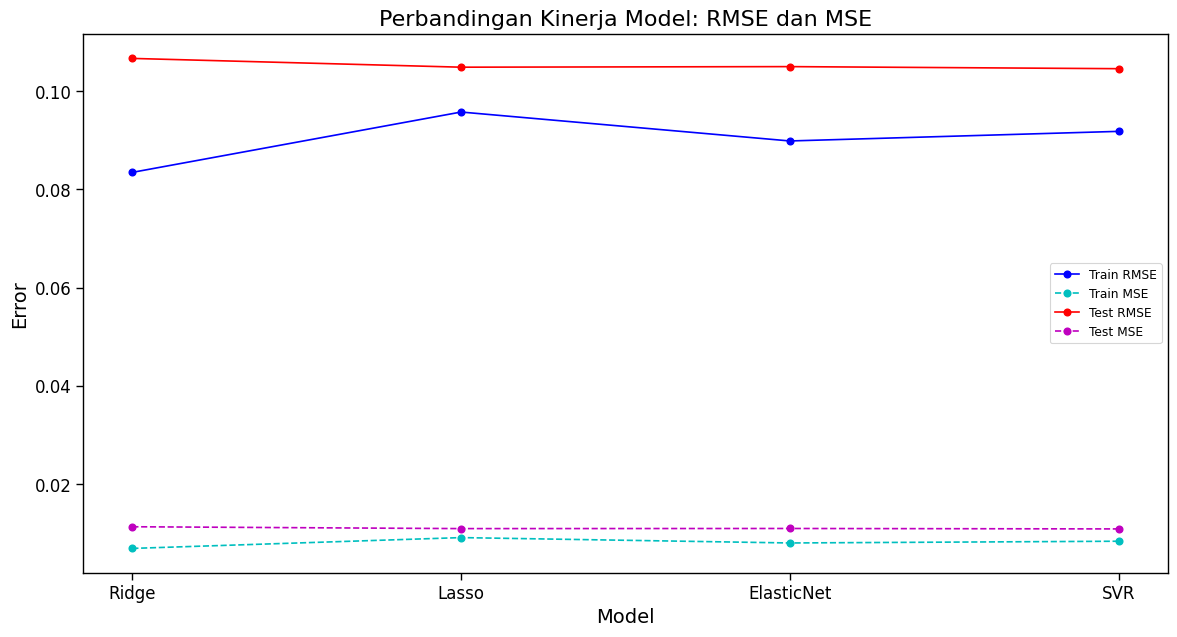 Perbandingan Kinerja Model: RMSE dan MSE
Error
0.10
0.08
0.06
0.04
0.02
Train RMSE
Train MSE
Test RMSE
Test MSE
Ridge
Lasso
ElasticNet
SVR
Model